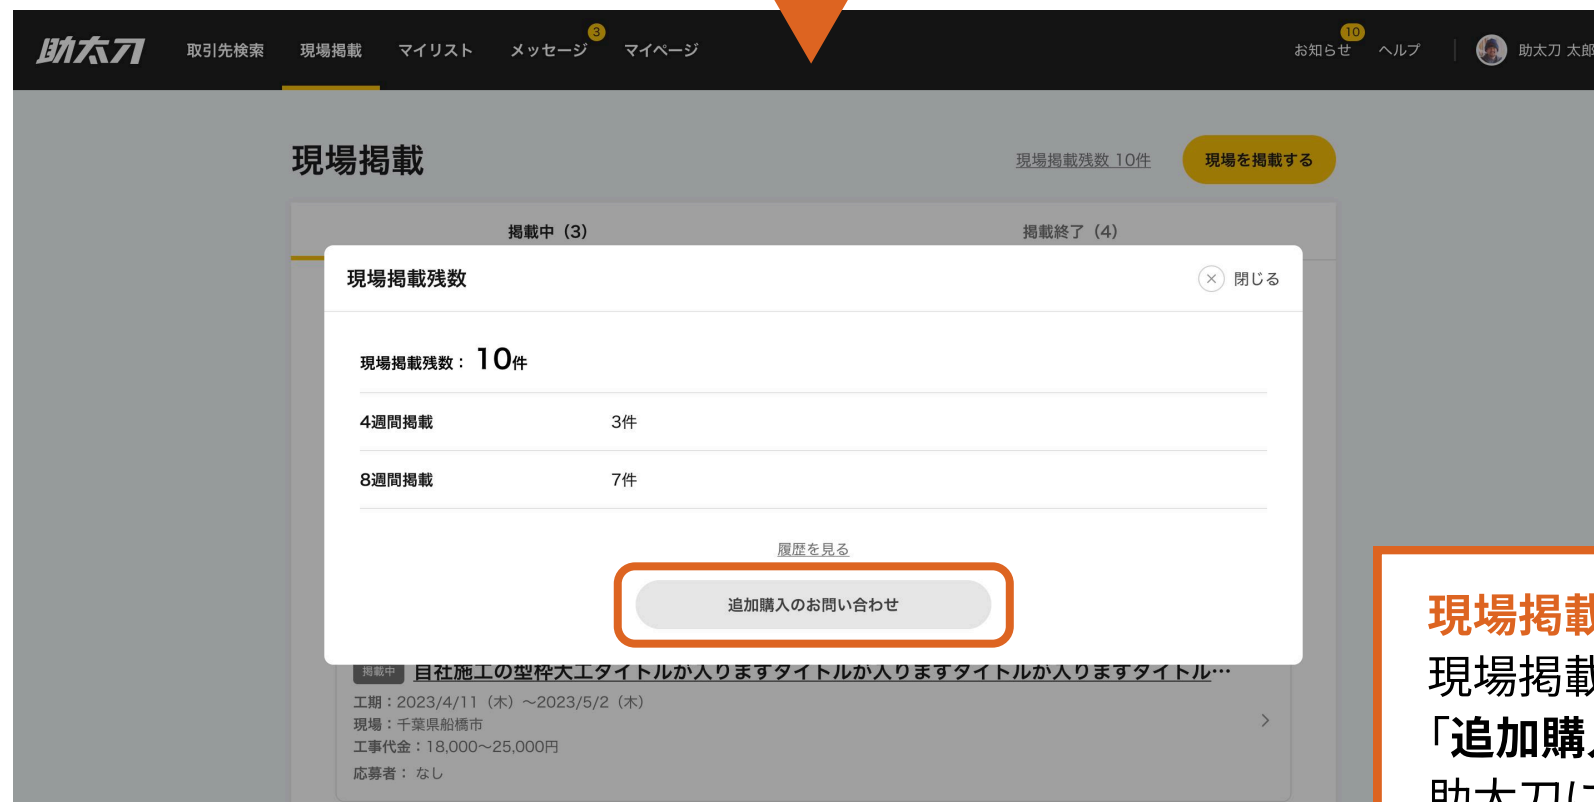 助太刀 取引先検索 現場掲載 マイリスト メッセージ 3 マイページ お知らせ 10 ヘルプ 助太刀 太郎
現場掲載 現場掲載残数 10件 現場を掲載する
掲載中（3） 掲載終了（4）
現場掲載残数 × 閉じる
現場掲載残数： 10件
4週間掲載 3件
8週間掲載 7件
履歴を見る
追加購入のお問い合わせ
掲載中 自社施工の型枠大工タイトルが入りますタイトルが入りますタイトルが入りますタイトル…
工期：2023/4/11（木）〜2023/5/2（木）
現場：千葉県船橋市
工事代金：18,000〜25,000円
応募者： なし
現場掲載
現場掲載
「追加購入
助太刀に